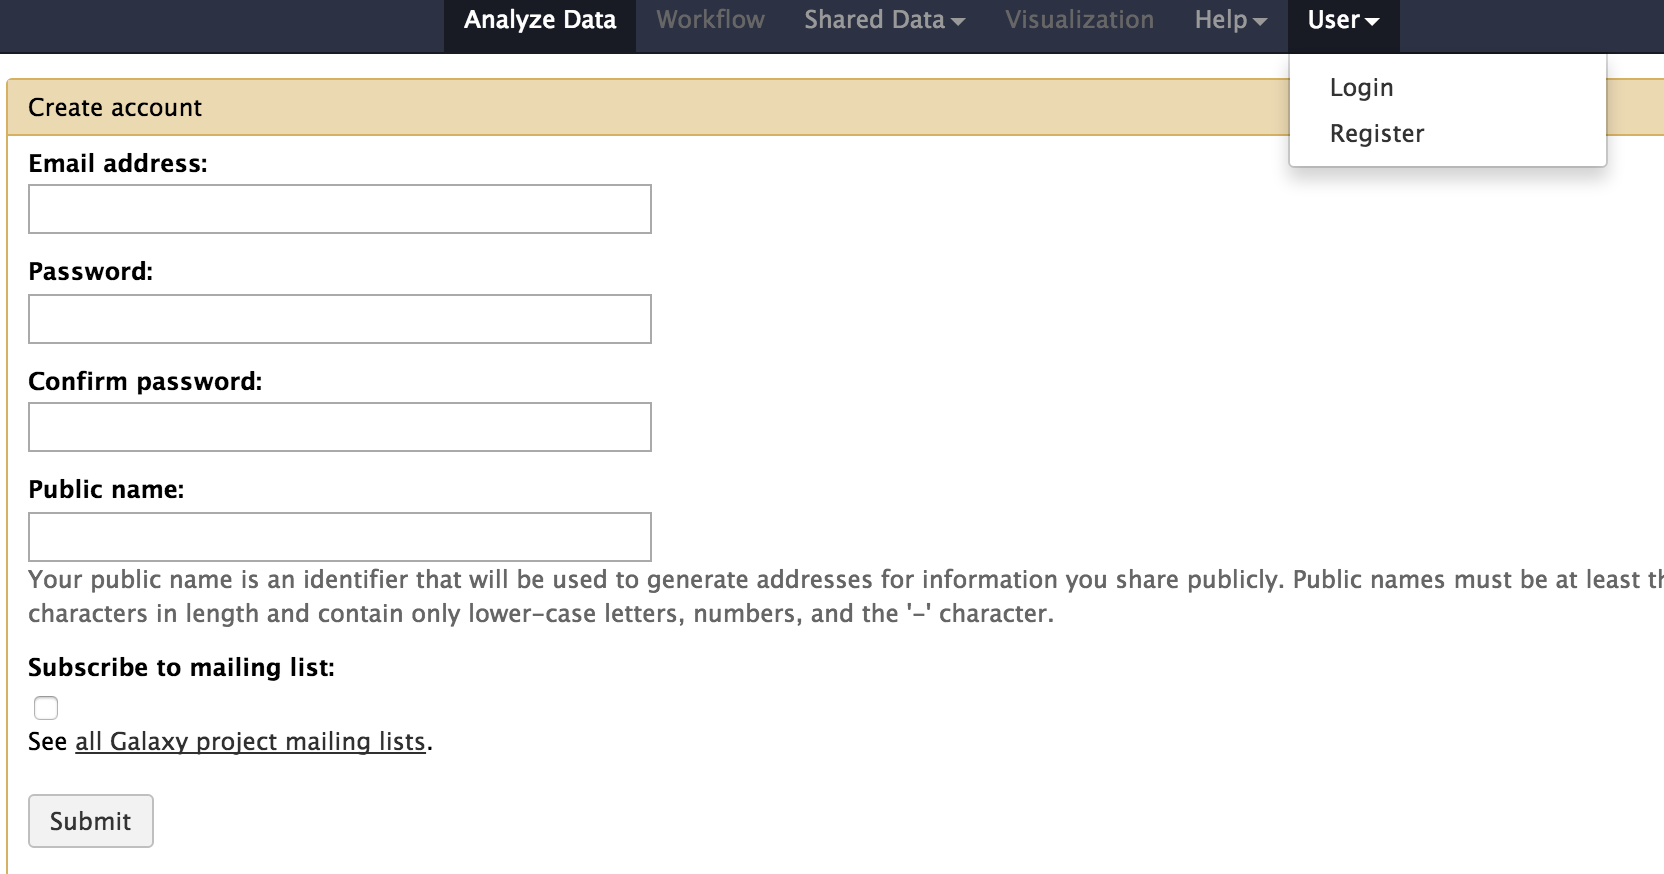 Analyze Data Workflow Shared Data Visualization Help User
Login
Register
Create account
Email address:
Password:
Confirm password:
Public name:
Your public name is an identifier that will be used to generate addresses for information you share publicly. Public names must be at least
characters in length and contain only lower-case letters, numbers, and the '-' character.
Subscribe to mailing list:
See all Galaxy project mailing lists.
Submit